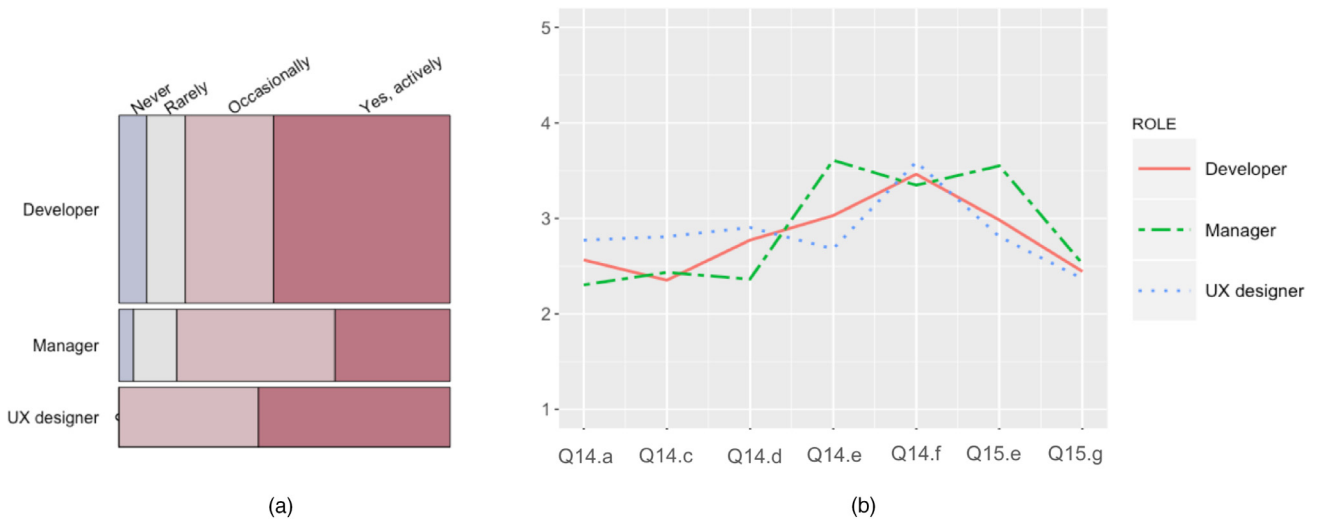 Never Rarely Occasionally Yes, actively
Developer
Manager
UX designer
(a)
5
4
3
2
1
Q14.a Q14.c Q14.d Q14.e Q14.f Q15.e Q15.g
(b)
ROLE
Developer
Manager
UX designer